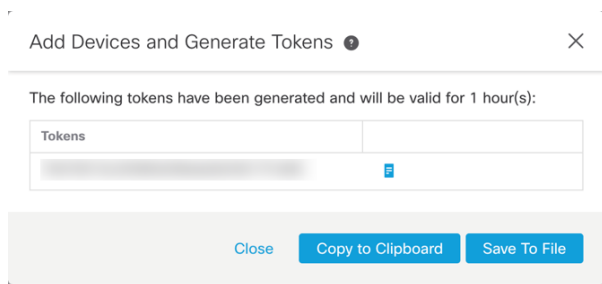 Add Devices and Generate Tokens
The following tokens have been generated and will be valid for 1 hour(s):
Tokens
Close
Copy to Clipboard
Save To File